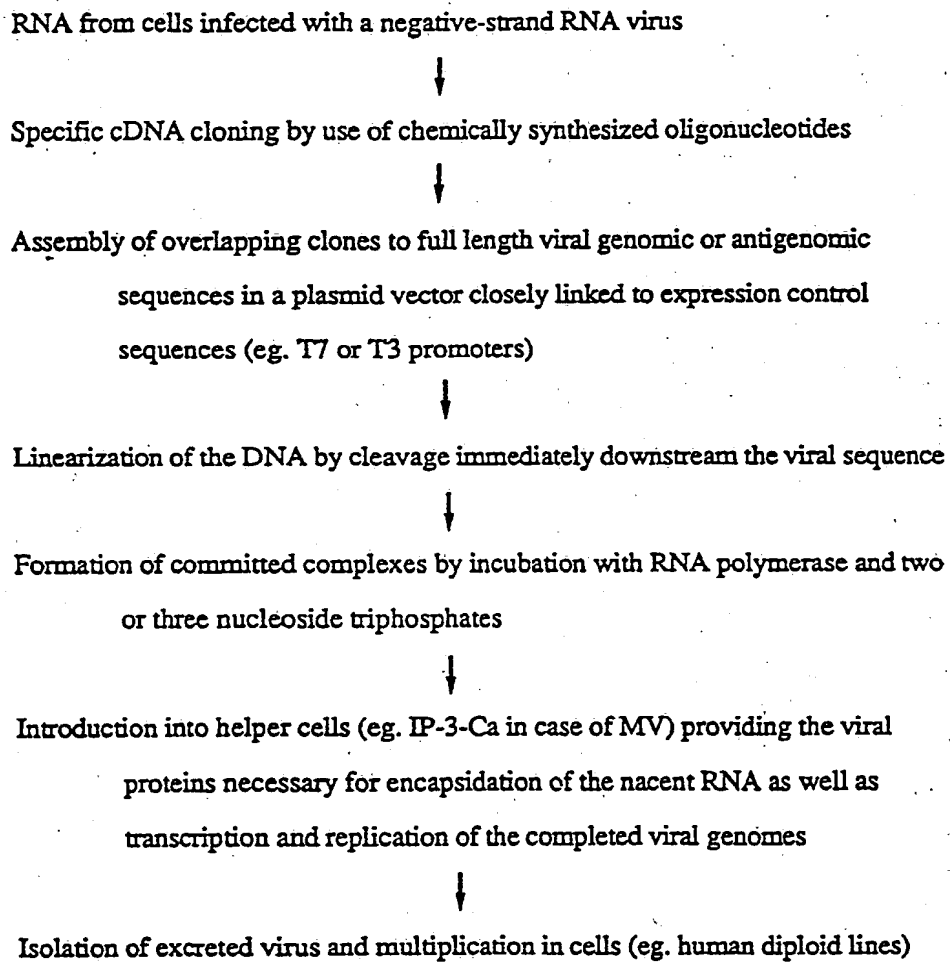 RNA from cells infected with a negative-strand RNA virus
Specific cDNA cloning by use of chemically synthesized oligonucleotides
Assembly of overlapping clones to full length viral genomic or antigenomic
sequences in a plasmid vector closely linked to expression control
sequences (eg. T7 or T3 promoters)
Linearization of the DNA by cleavage immediately downstream the viral sequence
Formation of committed complexes by incubation with RNA polymerase and two
or three nucleoside triphosphates
Introduction into helper cells (eg. IP-3-Ca in case of MV) providing the viral
proteins necessary for encapsidation of the nacent RNA as well as
transcription and replication of the completed viral genomes
Isolation of excreted virus and multiplication in cells (eg. human diploid lines)